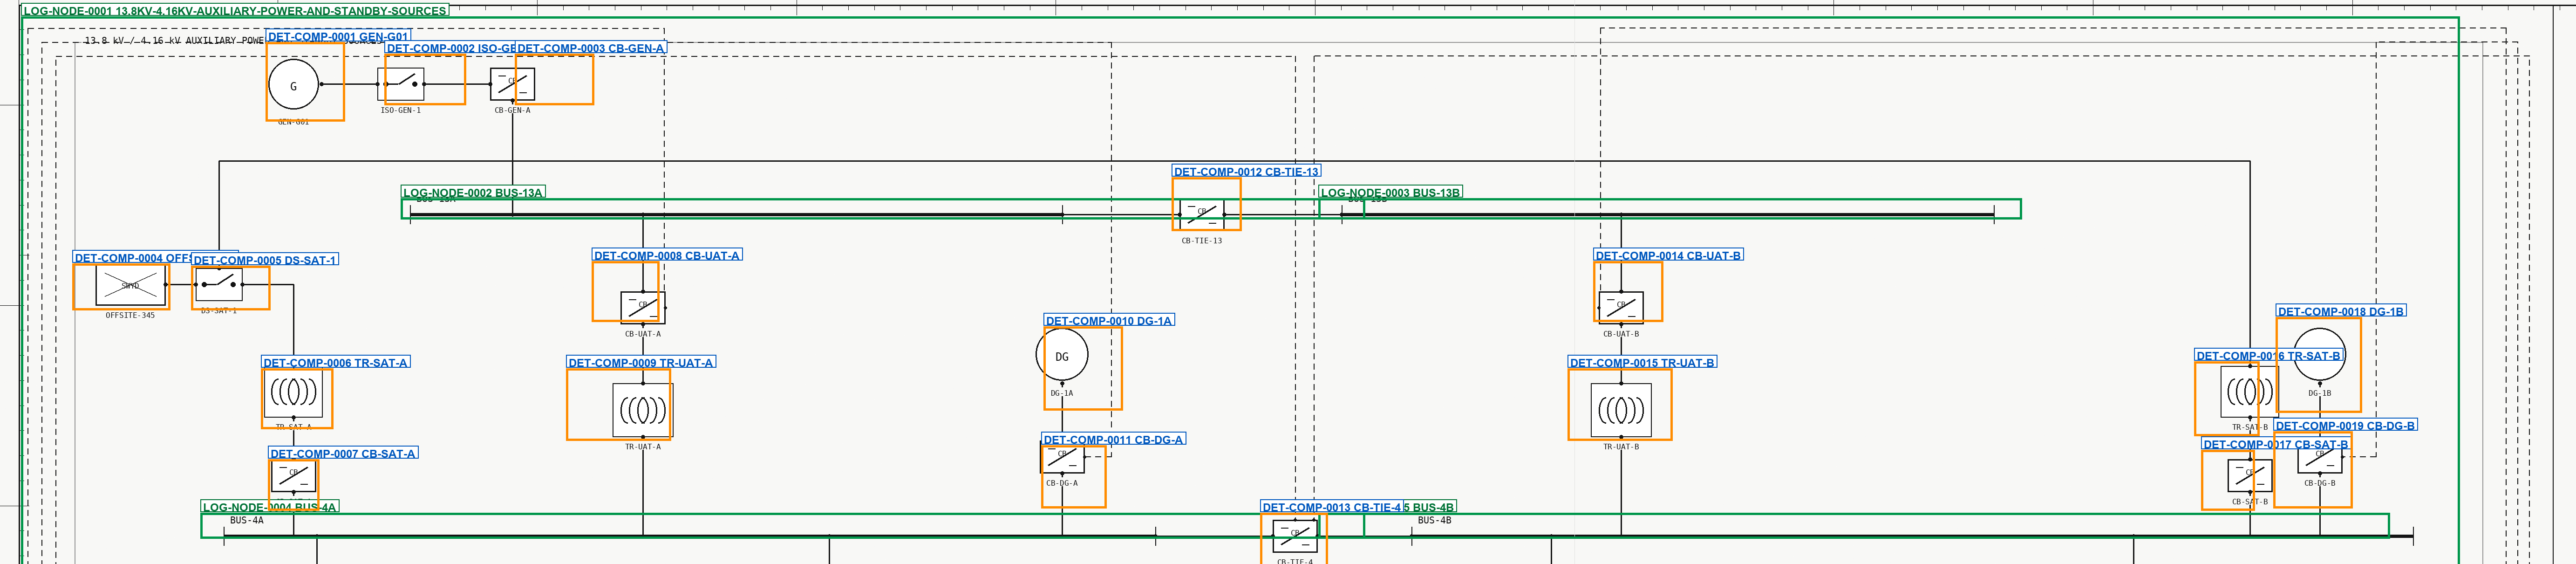 LOG-NODE-0001 13.8KV-4.16KV-AUXILIARY-POWER-AND-STANDBY-SOURCES
13.8 kV / 4.16 kV AUXILIARY POWE
DET-COMP-0001 GEN-G01
DET-COMP-0002 ISO-GE
DET-COMP-0003 CB-GEN-A
G
CB
GEN-G01
ISO-GEN-1
CB-GEN-A
DET-COMP-0012 CB-TIE-13
LOG-NODE-0002 BUS-13A
LOG-NODE-0003 BUS-13B
CB
CB-TIE-13
DET-COMP-0004 OFFS
DET-COMP-0005 DS-SAT-1
DET-COMP-0008 CB-UAT-A
DET-COMP-0014 CB-UAT-B
SWYD
OFFSITE-345
DS-SAT-1
CB
CB-UAT-A
CB
CB-UAT-B
DET-COMP-0010 DG-1A
DET-COMP-0018 DG-1B
DG
DG-1A
DG-1B
DET-COMP-0006 TR-SAT-A
DET-COMP-0009 TR-UAT-A
DET-COMP-0015 TR-UAT-B
DET-COMP-0016 TR-SAT-B
TR-SAT-A
TR-UAT-A
TR-UAT-B
TR-SAT-B
DET-COMP-0007 CB-SAT-A
DET-COMP-0011 CB-DG-A
DET-COMP-0017 CB-SAT-B
DET-COMP-0019 CB-DG-B
CB
CB
CB
CB
CB-DG-A
CB-SAT-B
CB-DG-B
LOG-NODE-0004 BUS-4A
DET-COMP-0013 CB-TIE-4
5 BUS-4B
BUS-4A
BUS-4B
CB
CB-TIE-4